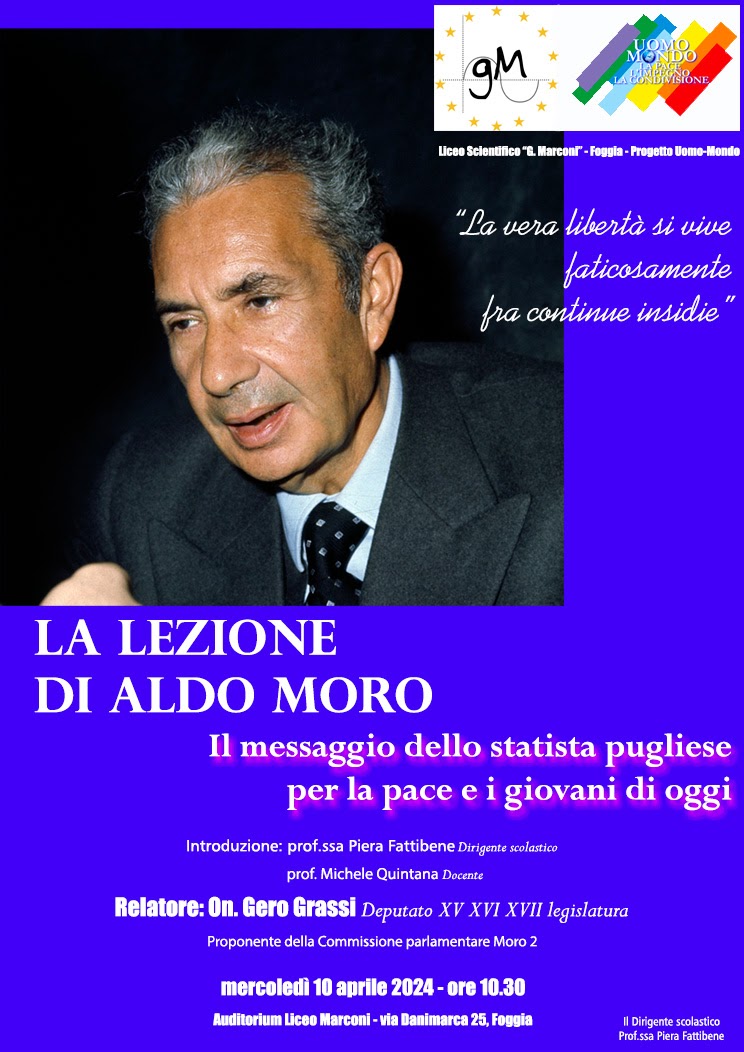 gM
UOMO
MONDO
LA PACE
L'IMPEGNO
LA CONDIVISIONE
Liceo Scientifico "G. Marconi" - Foggia - Progetto Uomo-Mondo
"La vera libertà si vive
faticosamente
fra continue insidie"
LA LEZIONE
DI ALDO MORO
Il messaggio dello statista pugliese
per la pace e i giovani di oggi
Introduzione: prof.ssa Piera Fattibene Dirigente scolastico
prof. Michele Quintana Docente
Relatore: On. Gero Grassi Deputato XV XVI XVII legislatura
Proponente della Commissione parlamentare Moro 2
mercoledì 10 aprile 2024 - ore 10.30
Auditorium Liceo Marconi - via Danimarca 25, Foggia
Il Dirigente scolastico
Prof.ssa Piera Fattibene